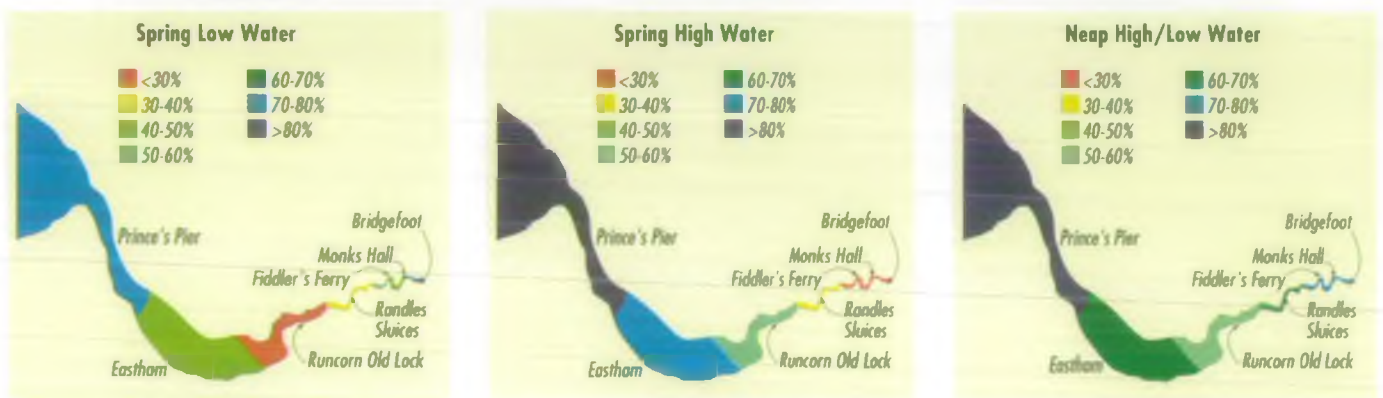 Spring Low Water
<30% 60-70%
30-40% 70-80%
40-50% >80%
50-60%
Bridgefoot
Prince's Pier
Monks Hall
Fiddler's Ferry
Randles
Sluices
Eastham
Runcorn Old Lock
Spring High Water
<30% 60-70%
30-40% 70-80%
40-50% >80%
50-60%
Bridgefoot
Prince's Pier
Monks Hall
Fiddler's Ferry
Randles
Sluices
Eastham
Runcorn Old Lock
Neap High/Low Water
<30% 60-70%
30-40% 70-80%
40-50% >80%
50-60%
Bridgefoot
Prince's Pier
Monks Hall
Fiddler's Ferry
Randles
Sluices
Eastham
Runcorn Old Lock